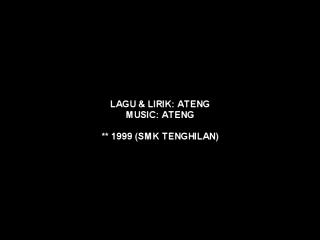 LAGU & LIRIK: ATENG
MUSIC: ATENG
** 1999 (SMK TENGHILAN)